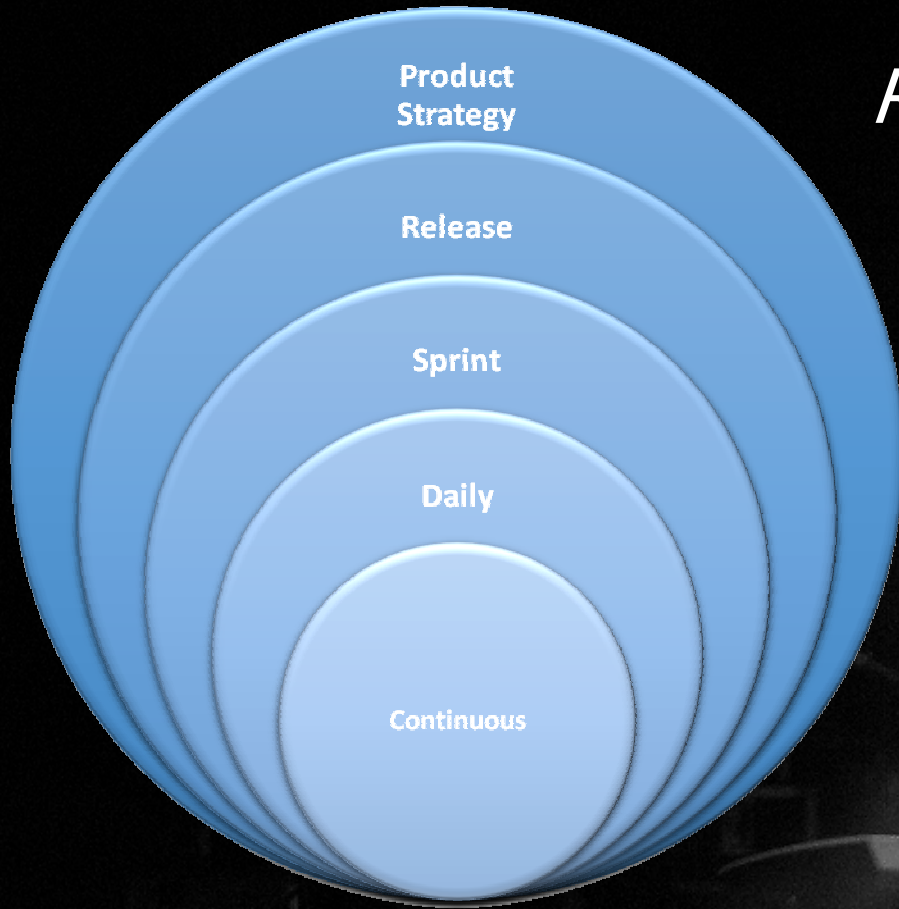 Product
Strategy
A
Release
Sprint
Daily
Continuous